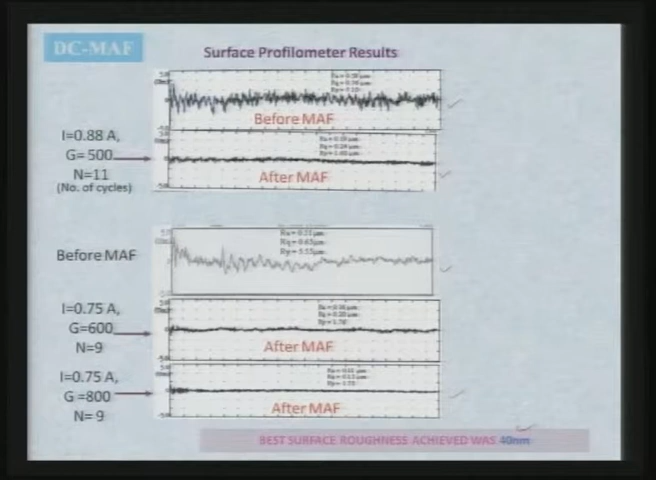 DC-MAF
Surface Profilometer Results
Before MAF
I=0.88 A,
G= 500
N=11
(No. of cycles)
After MAF
Before MAF
I=0.75 A,
G=600
N=9
After MAF
I=0.75 A,
G =800
N= 9
After MAF
BEST SURFACE ROUGHNESS ACHIEVED WAS 40nm